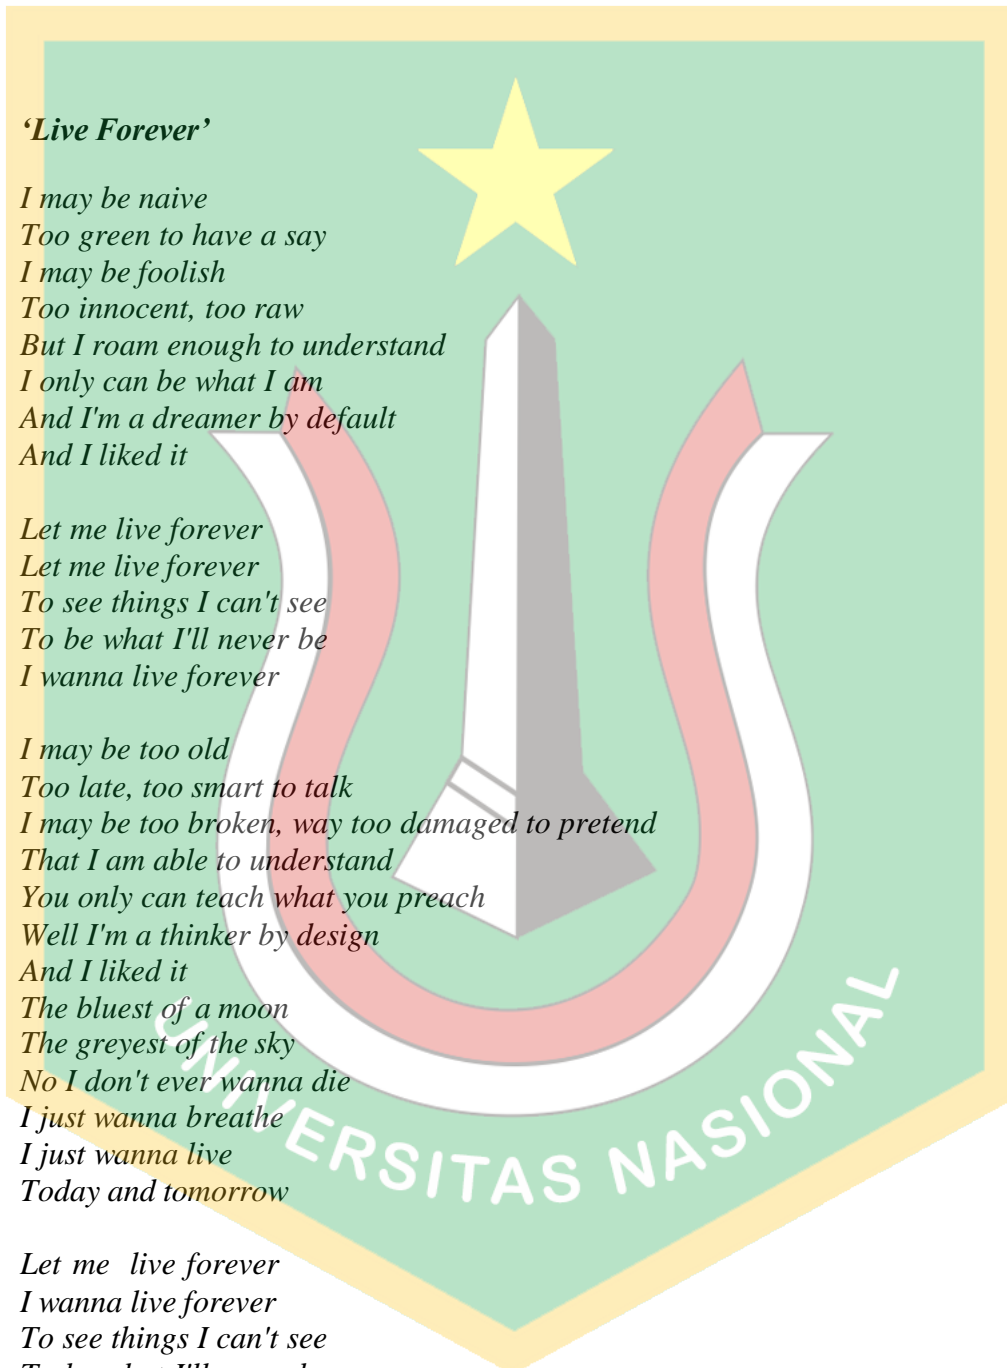 ‘Live Forever’
I may be naive
Too green to have a say
I may be foolish
Too innocent, too raw
But I roam enough to understand
I only can be what I am
And I'm a dreamer by default
And I liked it
Let me live forever
Let me live forever
To see things I can't see
To be what I'll never be
I wanna live forever
I may be too old
Too late, too smart to talk
I may be too broken, way too damaged to pretend
That I am able to understand
You only can teach what you preach
Well I'm a thinker by design
And I liked it
The bluest of a moon
The greyest of the sky
No I don't ever wanna die
I just wanna breathe
I just wanna live
Today and tomorrow
Let me live forever
I wanna live forever
To see things I can't see
UNIVERSITAS NASIONAL